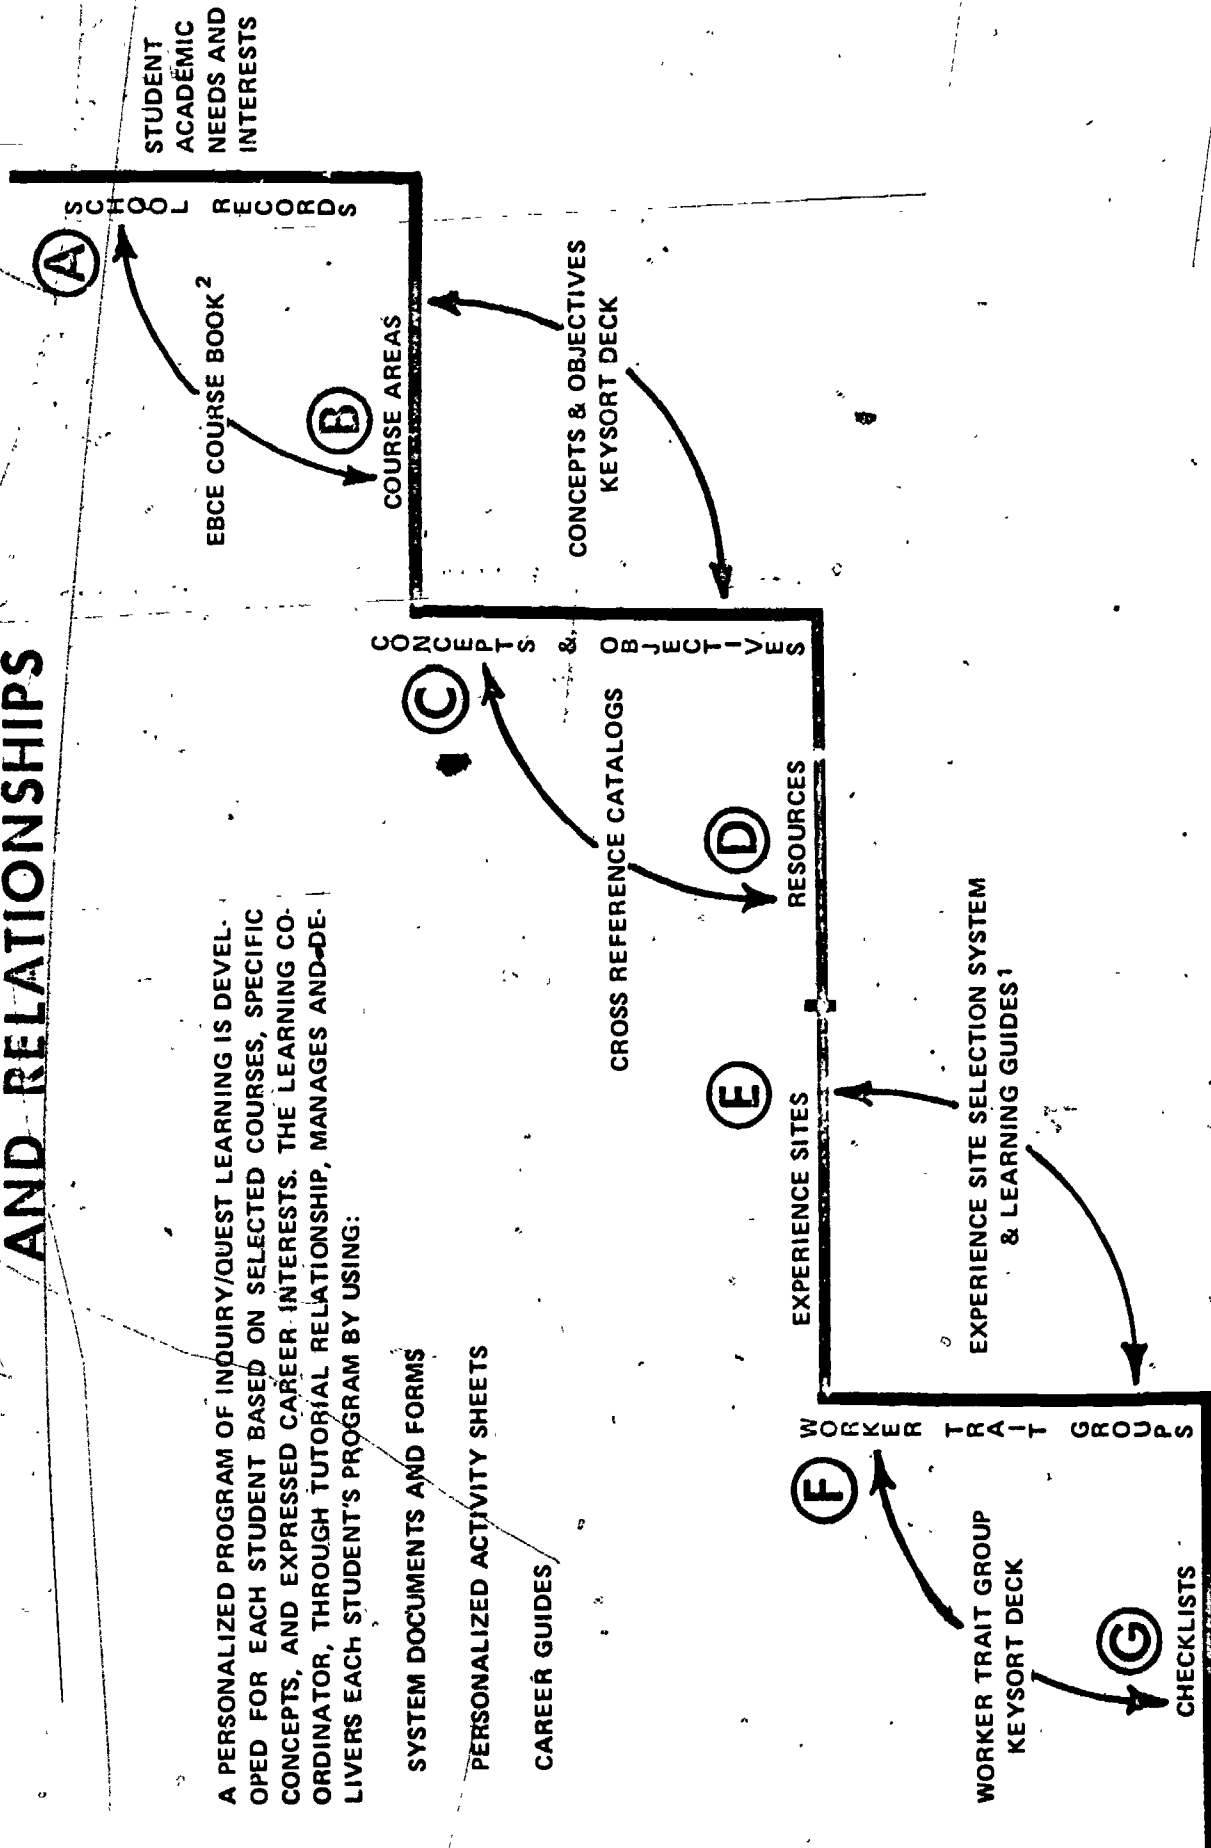 AND RELATIONSHIPS
A PERSONALIZED PROGRAM OF INQUIRY/QUEST LEARNING IS DEVEL-
OPED FOR EACH STUDENT BASED ON SELECTED COURSES, SPECIFIC
CONCEPTS, AND EXPRESSED CAREER INTERESTS. THE LEARNING CO-
ORDINATOR, THROUGH TUTORIAL RELATIONSHIP, MANAGES AND DE-
LIVERS EACH STUDENT'S PROGRAM BY USING:
SYSTEM DOCUMENTS AND FORMS
PERSONALIZED ACTIVITY SHEETS
CAREER GUIDES
STUDENT
ACADEMIC
NEEDS AND
INTERESTS
A
SCHOOL RECORDS
EBCE COURSE BOOK²
B
COURSE AREAS
CONCEPTS & OBJECTIVES
KEYSORT DECK
C
CONCEPTS & OBJECTIVES
CROSS REFERENCE CATALOGS
D
RESOURCES
E
EXPERIENCE SITES
EXPERIENCE SITE SELECTION SYSTEM
& LEARNING GUIDES¹
F
WORKER TRAIT GROUPS
WORKER TRAIT GROUP
KEYSORT DECK
G
CHECKLISTS